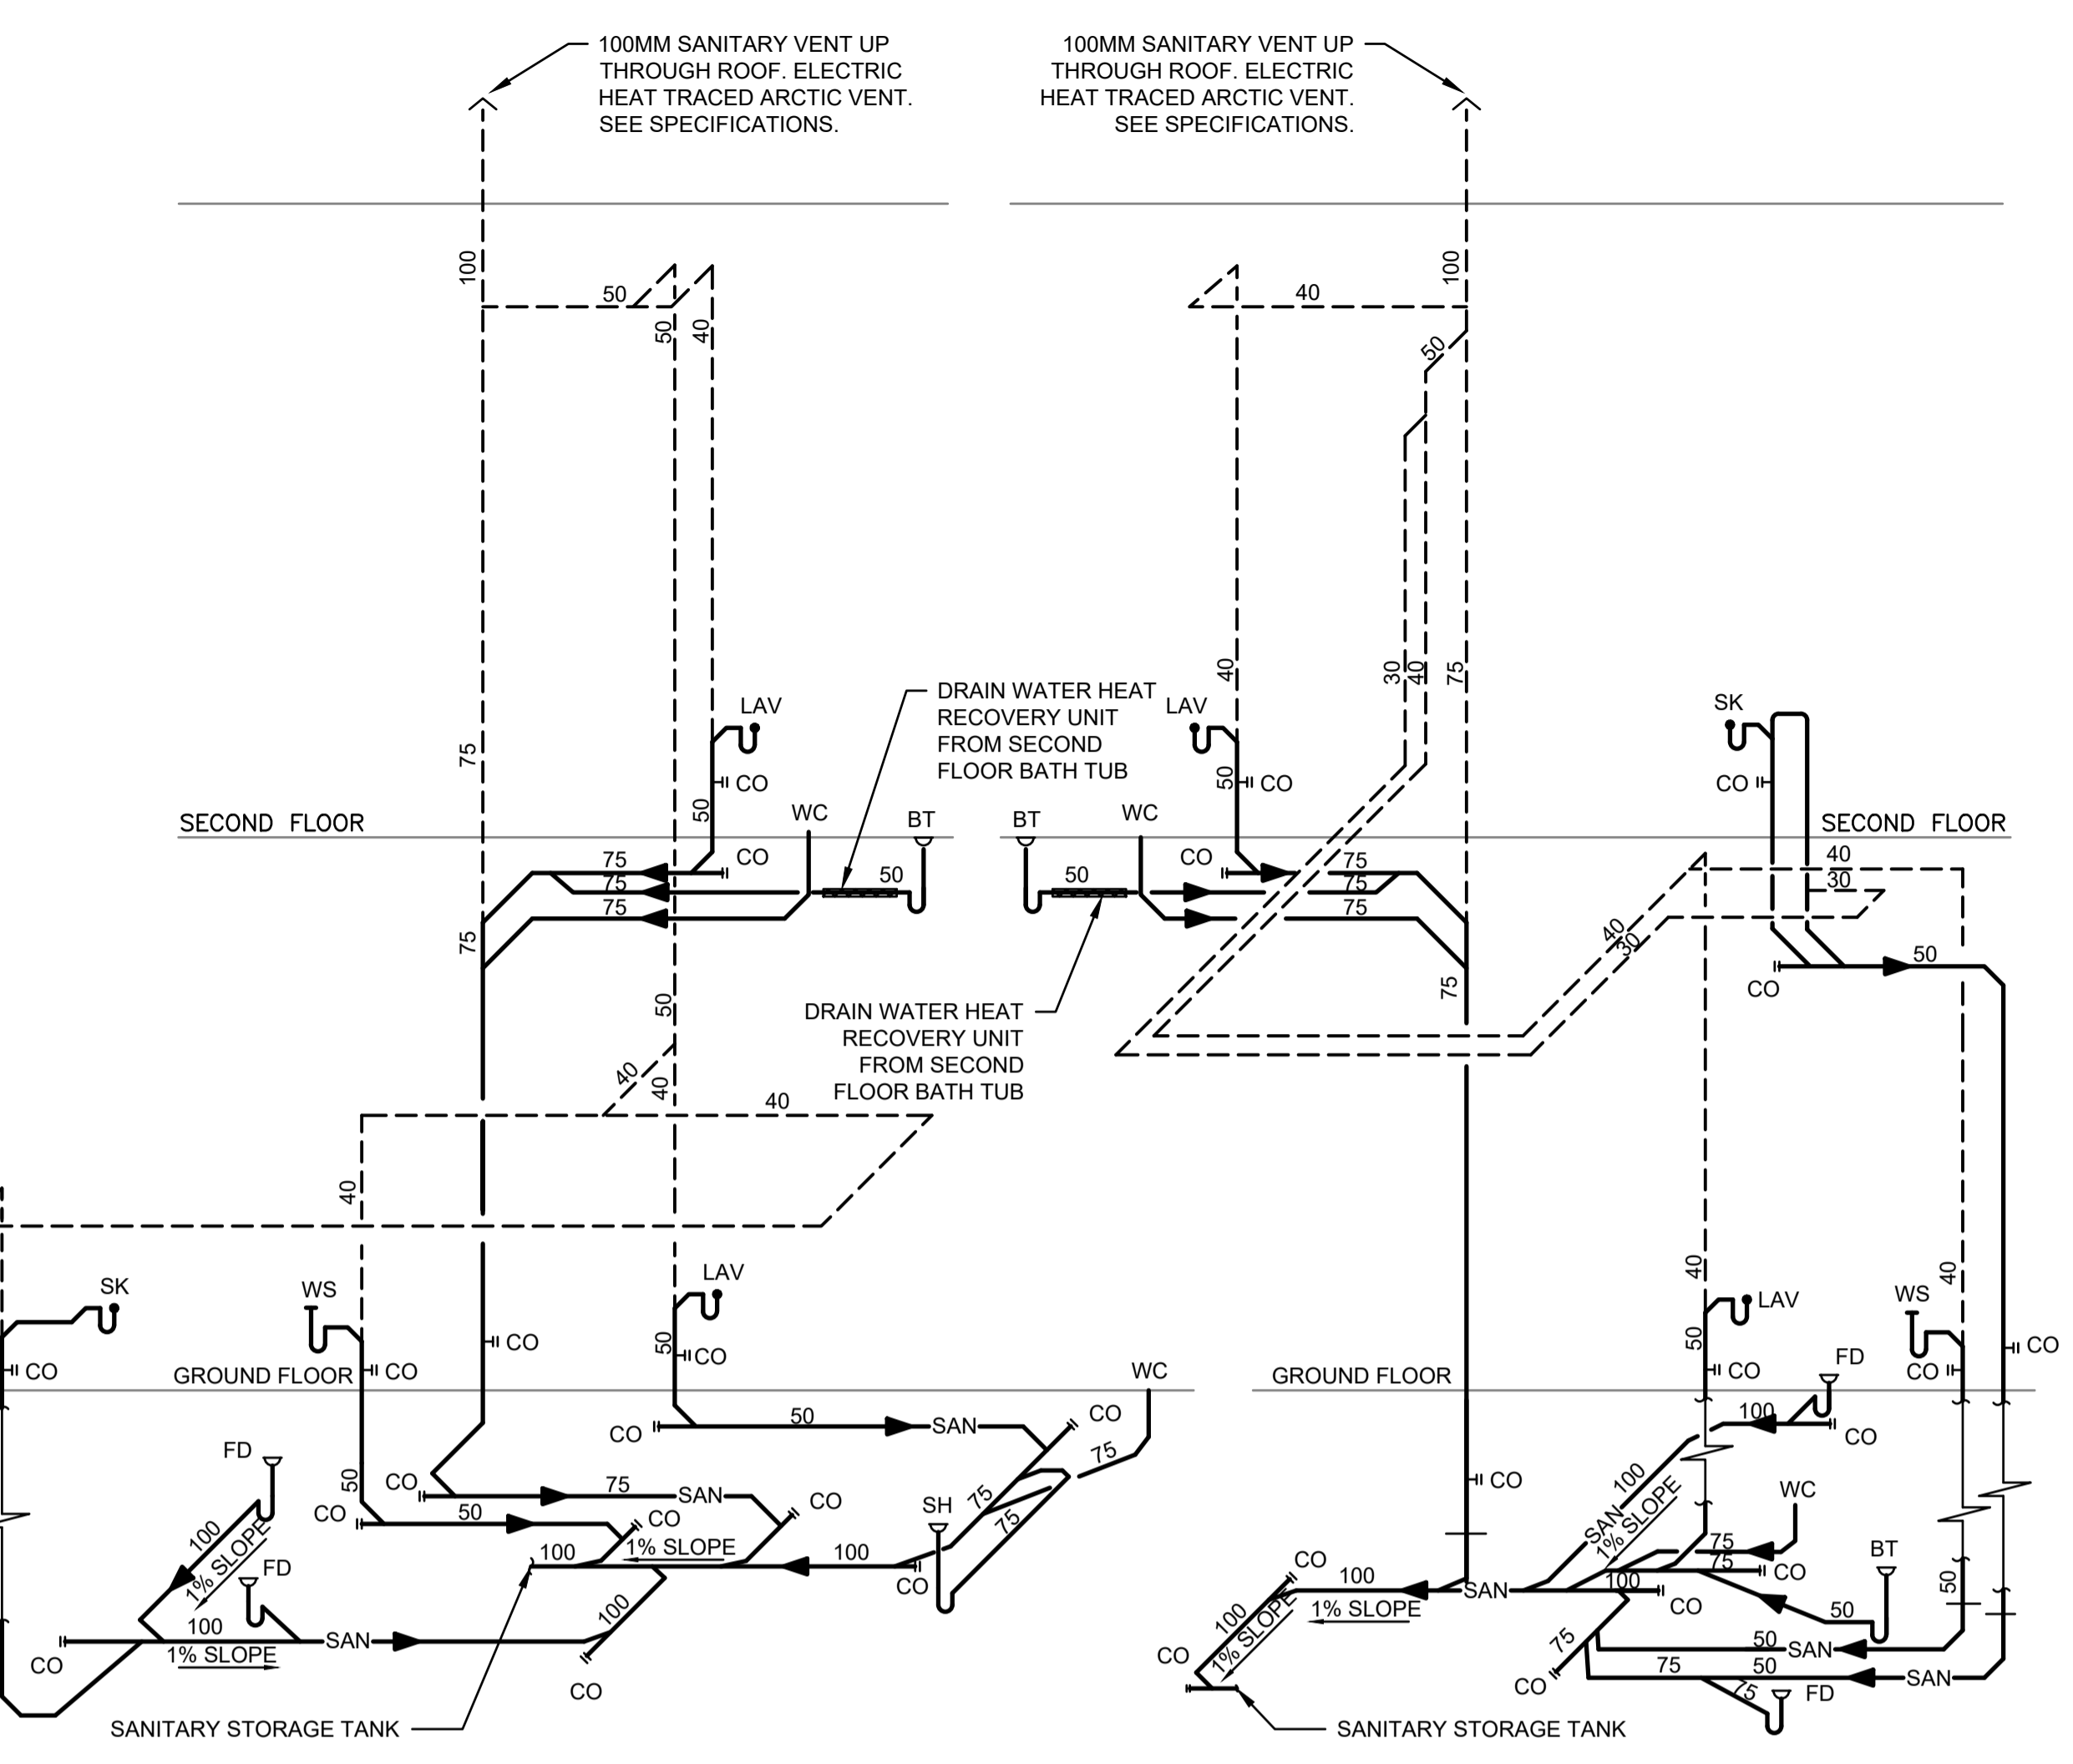 100MM SANITARY VENT UP
THROUGH ROOF. ELECTRIC
HEAT TRACED ARCTIC VENT.
SEE SPECIFICATIONS.
100MM SANITARY VENT UP
THROUGH ROOF. ELECTRIC
HEAT TRACED ARCTIC VENT.
SEE SPECIFICATIONS.
100
50
50
40
100
40
50
40
30
40
75
75
LAV
CO
50
DRAIN WATER HEAT
RECOVERY UNIT
FROM SECOND
FLOOR BATH TUB
LAV
50
CO
SK
CO
SECOND FLOOR
WC
BT
BT
WC
SECOND FLOOR
75
CO
75
50
75
75
50
CO
75
75
75
75
40
30
40
30
50
CO
50
DRAIN WATER HEAT
RECOVERY UNIT
FROM SECOND
FLOOR BATH TUB
40
40
40
40
40
40
SK
WS
LAV
LAV
WS
CO
CO
CO
50
CO
50
CO
FD
CO
CO
GROUND FLOOR
WC
GROUND FLOOR
CO
50
SAN
CO
75
100
CO
FD
50
CO
75
SAN
CO
75
SH
75
CO
100
SAN
1% SLOPE
WC
CO
50
CO
100
1% SLOPE
100
1% SLOPE
100
CO
FD
CO
100
75
75
CO
BT
100
CO
50
50
SAN
100
100
1% SLOPE
SAN
CO
CO
1% SLOPE
100
1% SLOPE
CO
75
50
SAN
CO
75
50
SAN
75
FD
SANITARY STORAGE TANK
SANITARY STORAGE TANK